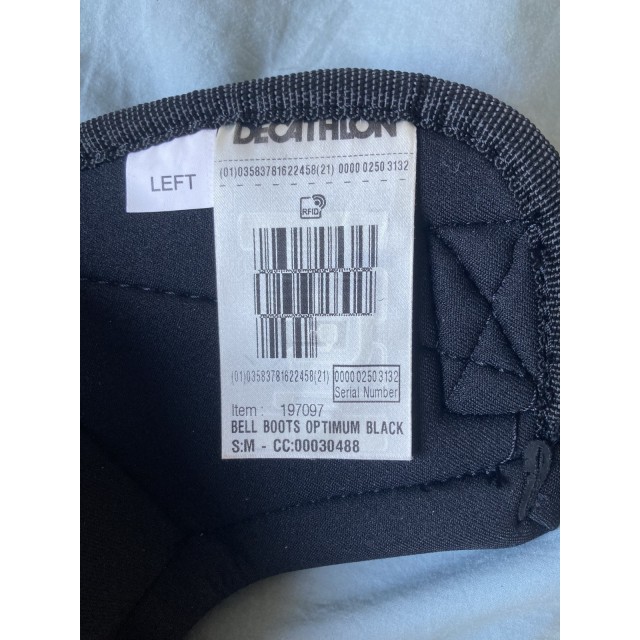 DECATHLON
LEFT
(01)03583781622458(21) 0000 0250 3132
RFID
(01)03583781622458(21) 0000 0250 3132
Serial Number
Item : 197097
BELL BOOTS OPTIMUM BLACK
S:M - CC:00030488